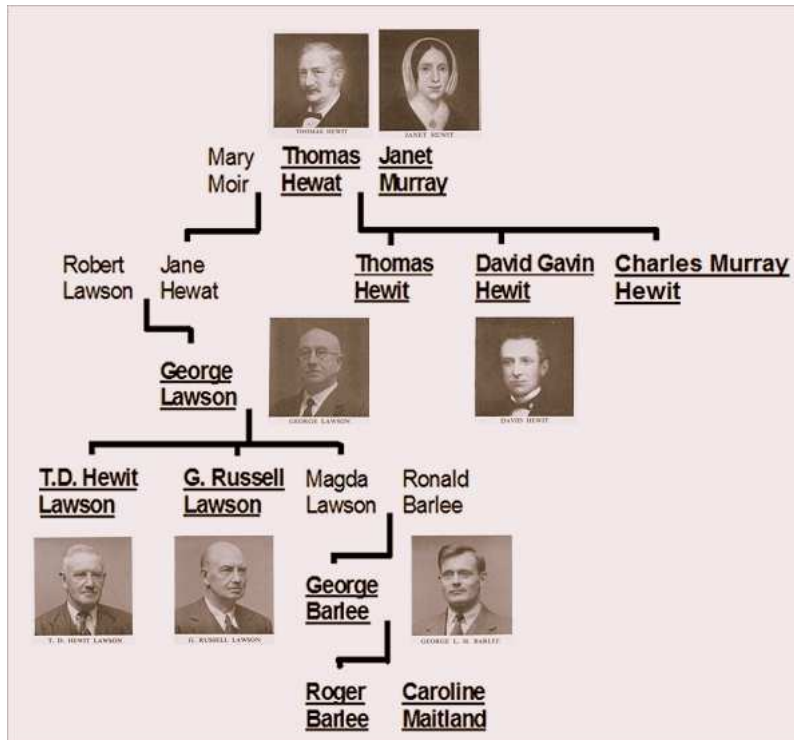 THOMAS HEWIT
JANET HEWIT
Mary
Moir
Thomas
Hewat
Janet
Murray
Robert
Lawson
Jane
Hewat
Thomas
Hewit
David Gavin
Hewit
Charles Murray
Hewit
George
Lawson
GEORGE LAWSON
DAVID HEWIT
T.D. Hewit
Lawson
G. Russell
Lawson
Magda
Lawson
Ronald
Barlee
T. D. HEWIT LAWSON
G. RUSSELL LAWSON
George
Barlee
GEORGE L. H. BARLEE
Roger
Barlee
Caroline
Maitland